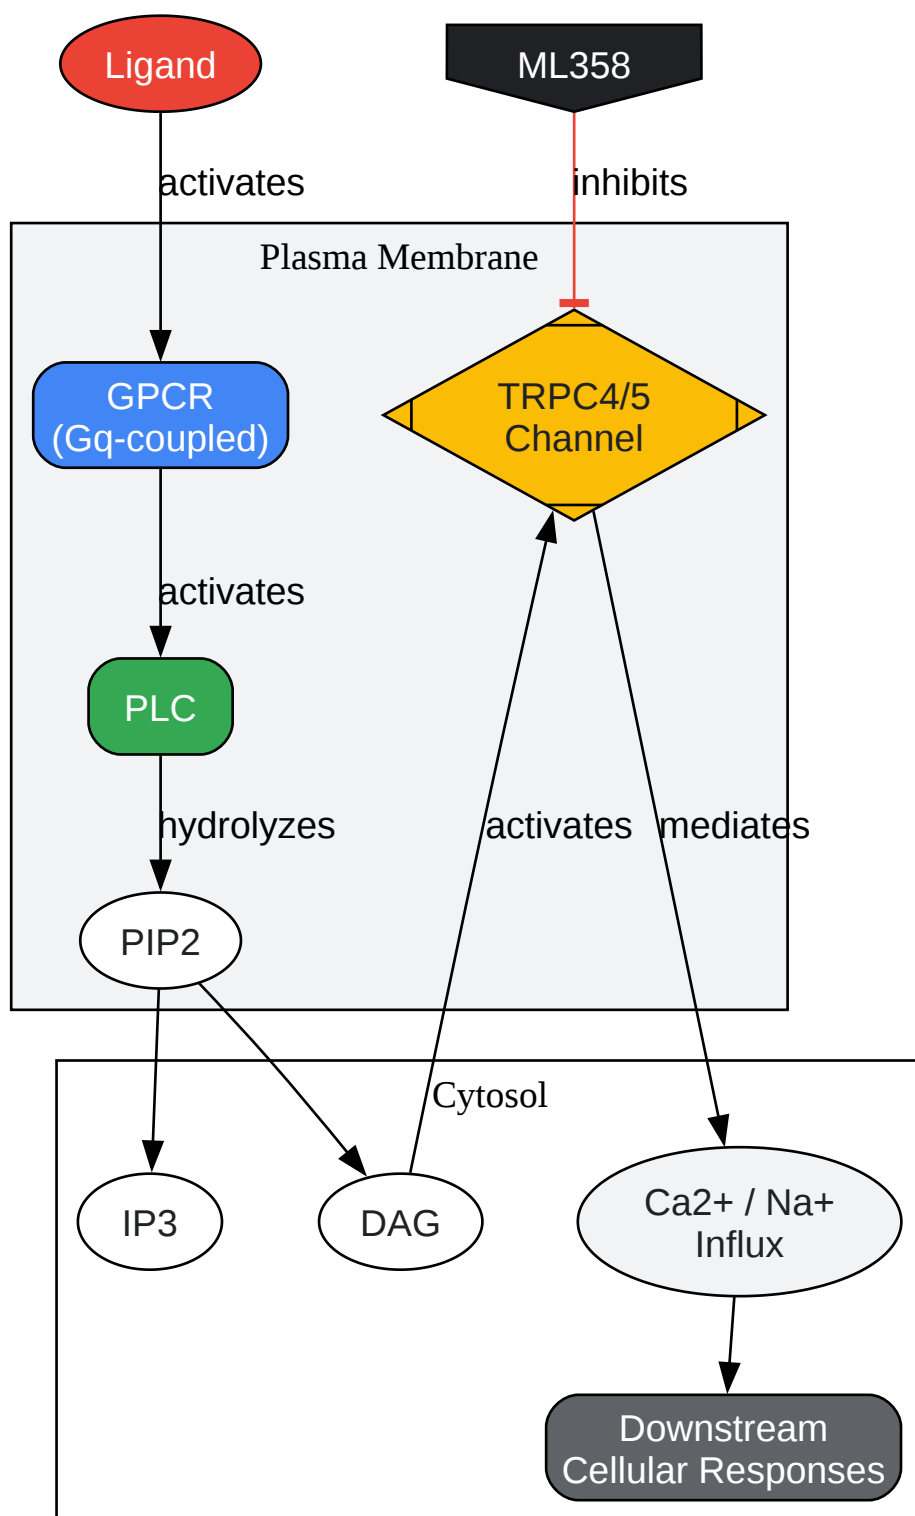 Ligand
ML358
activates
inhibits
Plasma Membrane
GPCR
(Gq-coupled)
TRPC4/5
Channel
activates
PLC
hydrolyzes
activates
mediates
PIP2
Cytosol
IP3
DAG
Ca2+ / Na+
Influx
Downstream
Cellular Responses